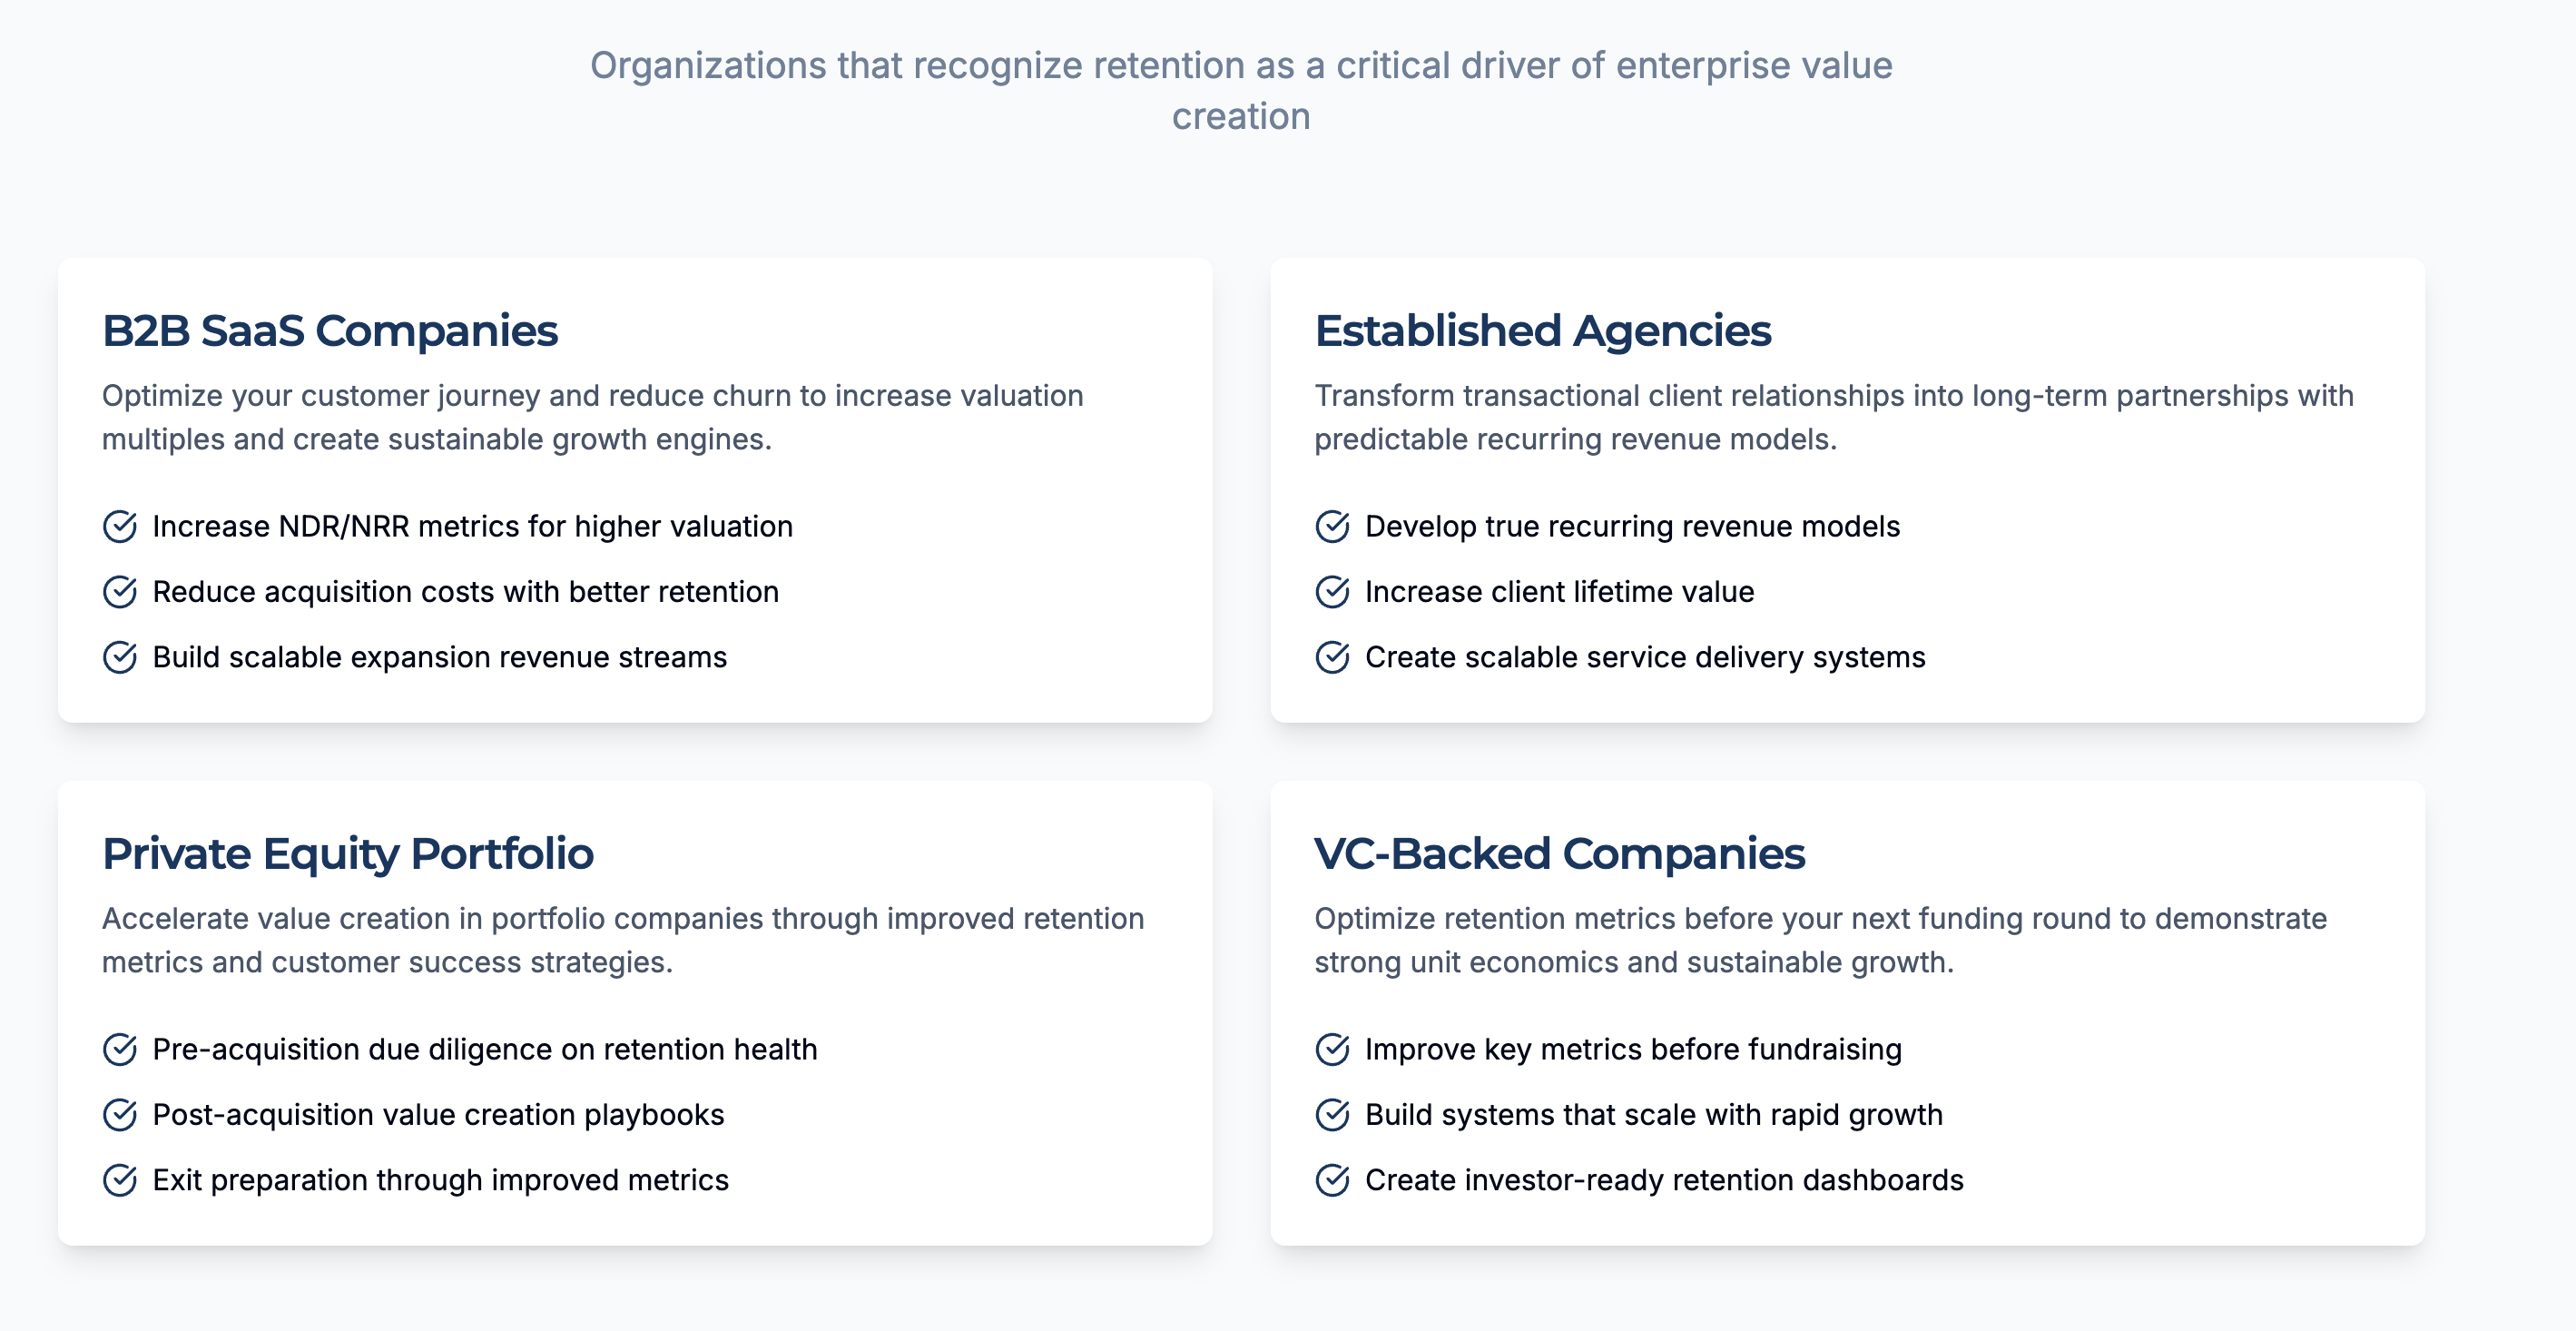 Organizations that recognize retention as a critical driver of enterprise value
creation
B2B SaaS Companies
Optimize your customer journey and reduce churn to increase valuation
multiples and create sustainable growth engines.
Increase NDR/NRR metrics for higher valuation
Reduce acquisition costs with better retention
Build scalable expansion revenue streams
Established Agencies
Transform transactional client relationships into long-term partnerships with
predictable recurring revenue models.
Develop true recurring revenue models
Increase client lifetime value
Create scalable service delivery systems
Private Equity Portfolio
Accelerate value creation in portfolio companies through improved retention
metrics and customer success strategies.
Pre-acquisition due diligence on retention health
Post-acquisition value creation playbooks
Exit preparation through improved metrics
VC-Backed Companies
Optimize retention metrics before your next funding round to demonstrate
strong unit economics and sustainable growth.
Improve key metrics before fundraising
Build systems that scale with rapid growth
Create investor-ready retention dashboards